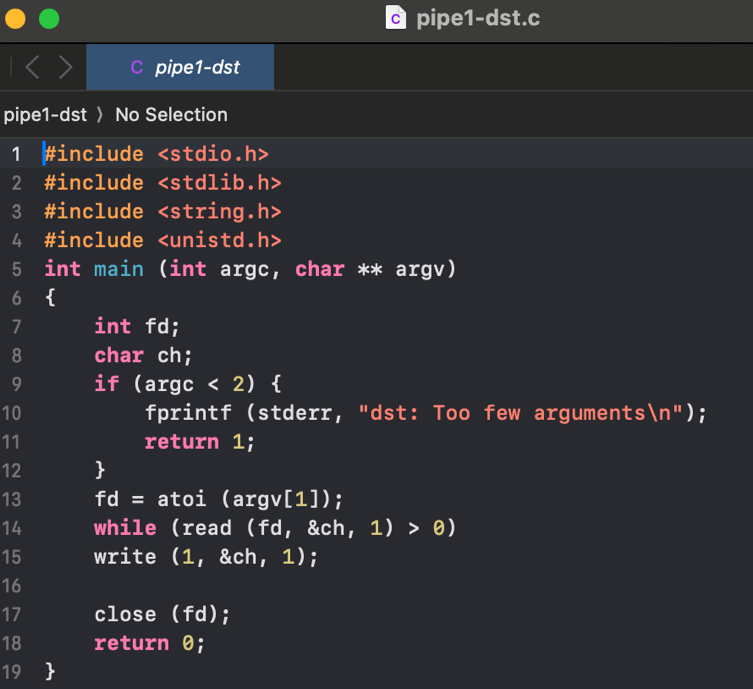 C pipe1-dst.c
C pipe1-dst
pipe1-dst 〉 No Selection
1 #include <stdio.h>
2 #include <stdlib.h>
3 #include <string.h>
4 #include <unistd.h>
5 int main (int argc, char ** argv)
6 {
7     int fd;
8     char ch;
9     if (argc < 2) {
10         fprintf (stderr, "dst: Too few arguments\n");
11         return 1;
12     }
13     fd = atoi (argv[1]);
14     while (read (fd, &ch, 1) > 0)
15     write (1, &ch, 1);
16
17     close (fd);
18     return 0;
19 }